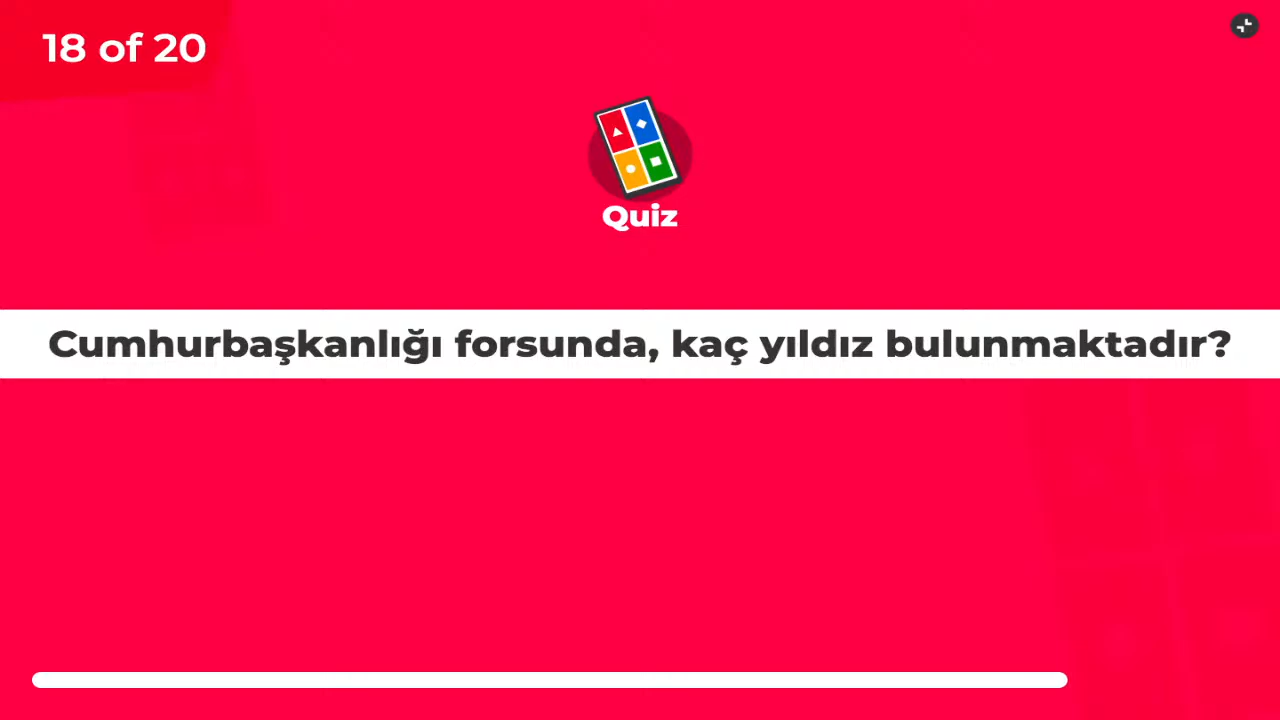 18 of 20
Quiz
Cumhurbaşkanlığı forsunda, kaç yıldız bulunmaktadır?